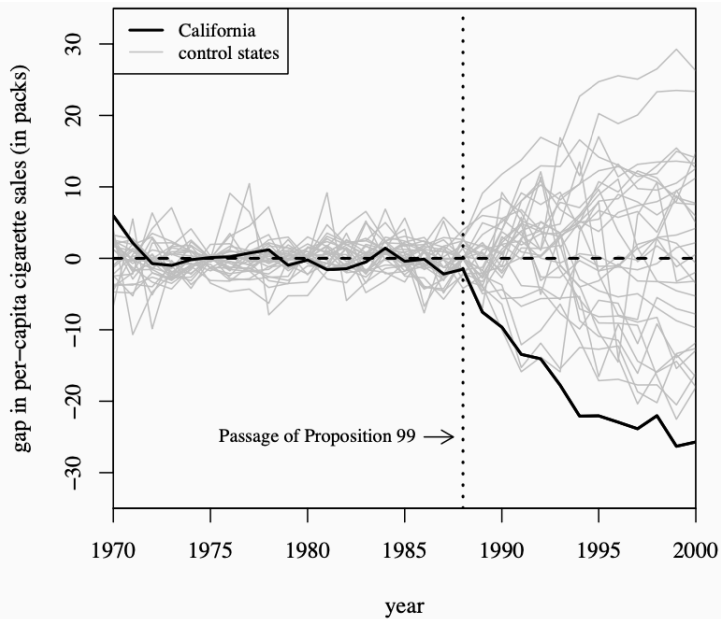 California
control states
gap in per−capita cigarette sales (in packs)
30
20
10
0
−10
−20
−30
Passage of Proposition 99
1970 1975 1980 1985 1990 1995 2000
year